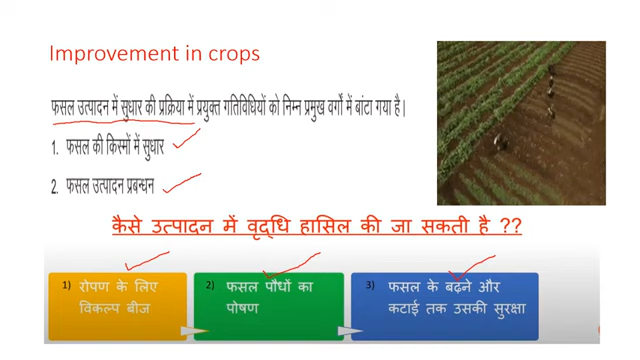 Improvement in crops
फसल उत्पादन में सुधार की प्रक्रिया में प्रयुक्त गतिविधियों को निम्न प्रमुख वर्गों में बांटा गया है।
1. फसल की किस्मों में सुधार
2. फसल उत्पादन प्रबन्धन
कैसे उत्पादन में वृद्धि हासिल की जा सकती है ??
1) रोपण के लिए
विकल्प बीज
2) फसल पौधों का
पोषण
3) फसल के बढ़ने और
कटाई तक उसकी सुरक्षा